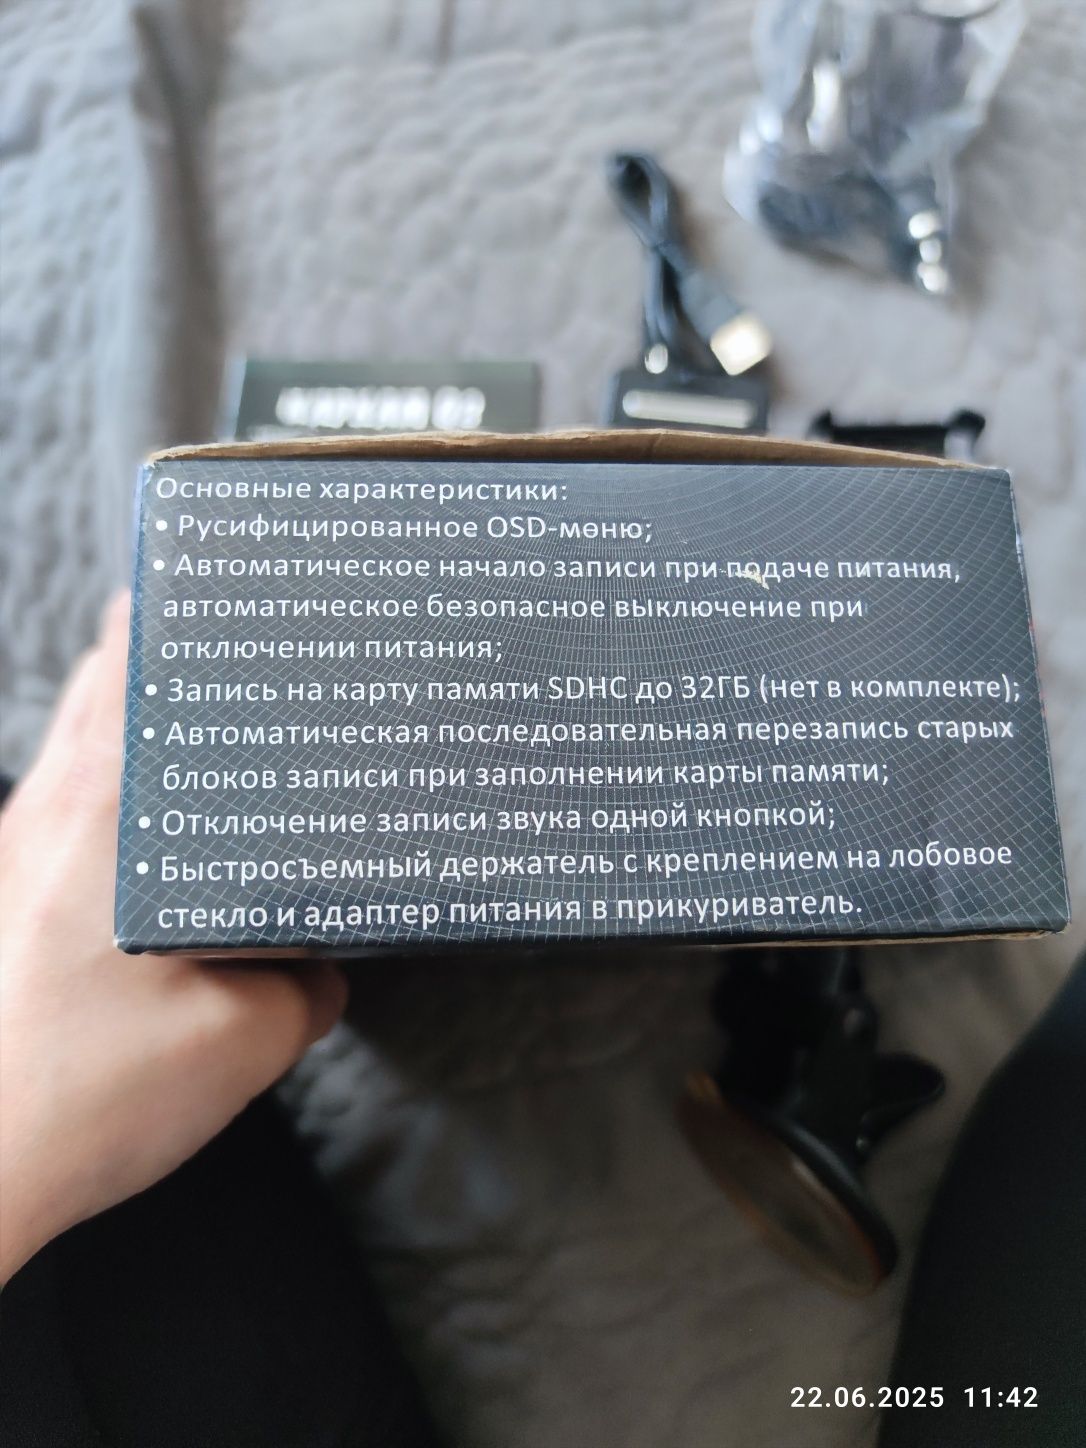 Основные характеристики:
• Русифицированное OSD-меню;
• Автоматическое начало записи при подаче питания,
автоматическое безопасное выключение при
отключении питания;
• Запись на карту памяти SDHC до 32ГБ (нет в комплекте);
• Автоматическая последовательная перезапись старых
блоков записи при заполнении карты памяти;
• Отключение записи звука одной кнопкой;
• Быстросъемный держатель с креплением на лобовое
стекло и адаптер питания в прикуриватель.
22.06.2025 11:42